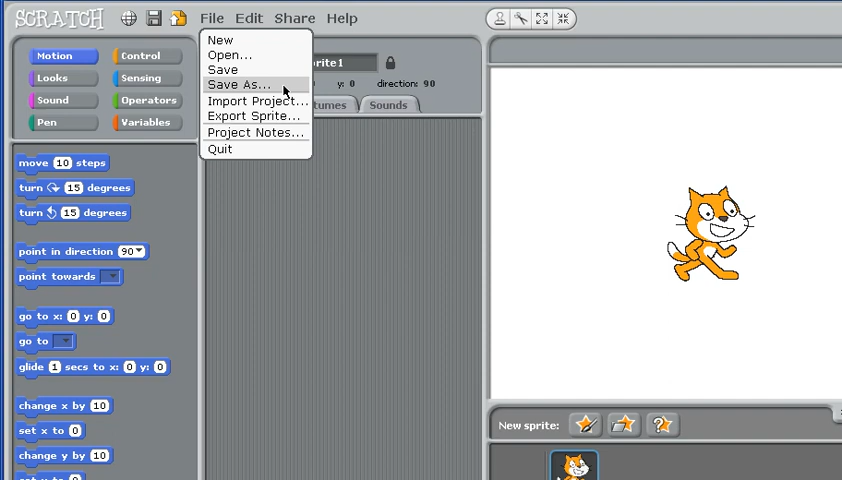 SCRATCH File Edit Share Help
New
Open...
Save
Save As...
Import Project...
Export Sprite...
Project Notes...
Quit
Motion Control
Looks Sensing
Sound Operators
Pen Variables
y: 0 direction: 90
Sounds
move 10 steps
turn 15 degrees
turn 15 degrees
point in direction 90
point towards
go to x: 0 y: 0
go to
glide 1 secs to x: 0 y: 0
change x by 10
set x to 0
change y by 10
New sprite: